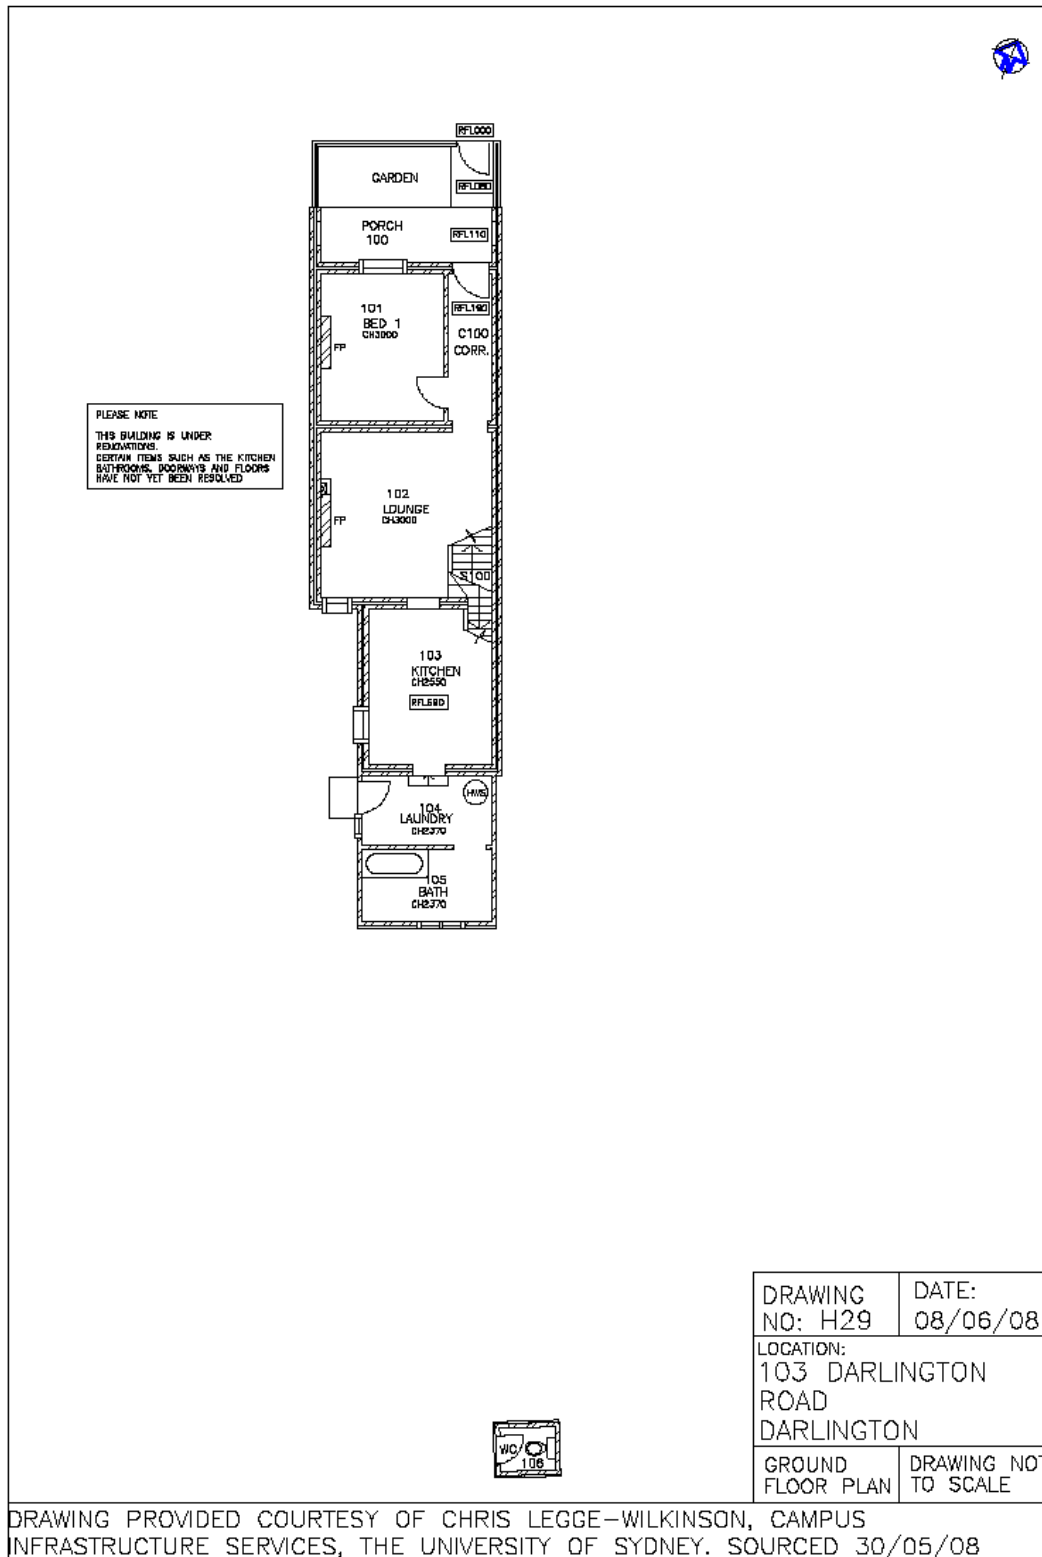 RFL000
GARDEN
RFL080
PORCH
100
RFL110
101
BED 1
CH3000
FP
RFL190
C100
CORR.
PLEASE NOTE
THIS BUILDING IS UNDER
RENOVATIONS.
CERTAIN ITEMS SUCH AS THE KITCHEN
BATHROOMS, DOORWAYS AND FLOORS
HAVE NOT YET BEEN RESOLVED
102
LOUNGE
CH3000
FP
S100
103
KITCHEN
CH2550
104
LAUNDRY
CH2370
HWS
105
BATH
CH2370
WC
106
DRAWING
NO: H29
DATE:
08/06/08
LOCATION:
103 DARLINGTON
ROAD
DARLINGTON
GROUND
FLOOR PLAN
DRAWING NOT
TO SCALE
DRAWING PROVIDED COURTESY OF CHRIS LEGGE-WILKINSON, CAMPUS
INFRASTRUCTURE SERVICES, THE UNIVERSITY OF SYDNEY. SOURCED 30/05/08